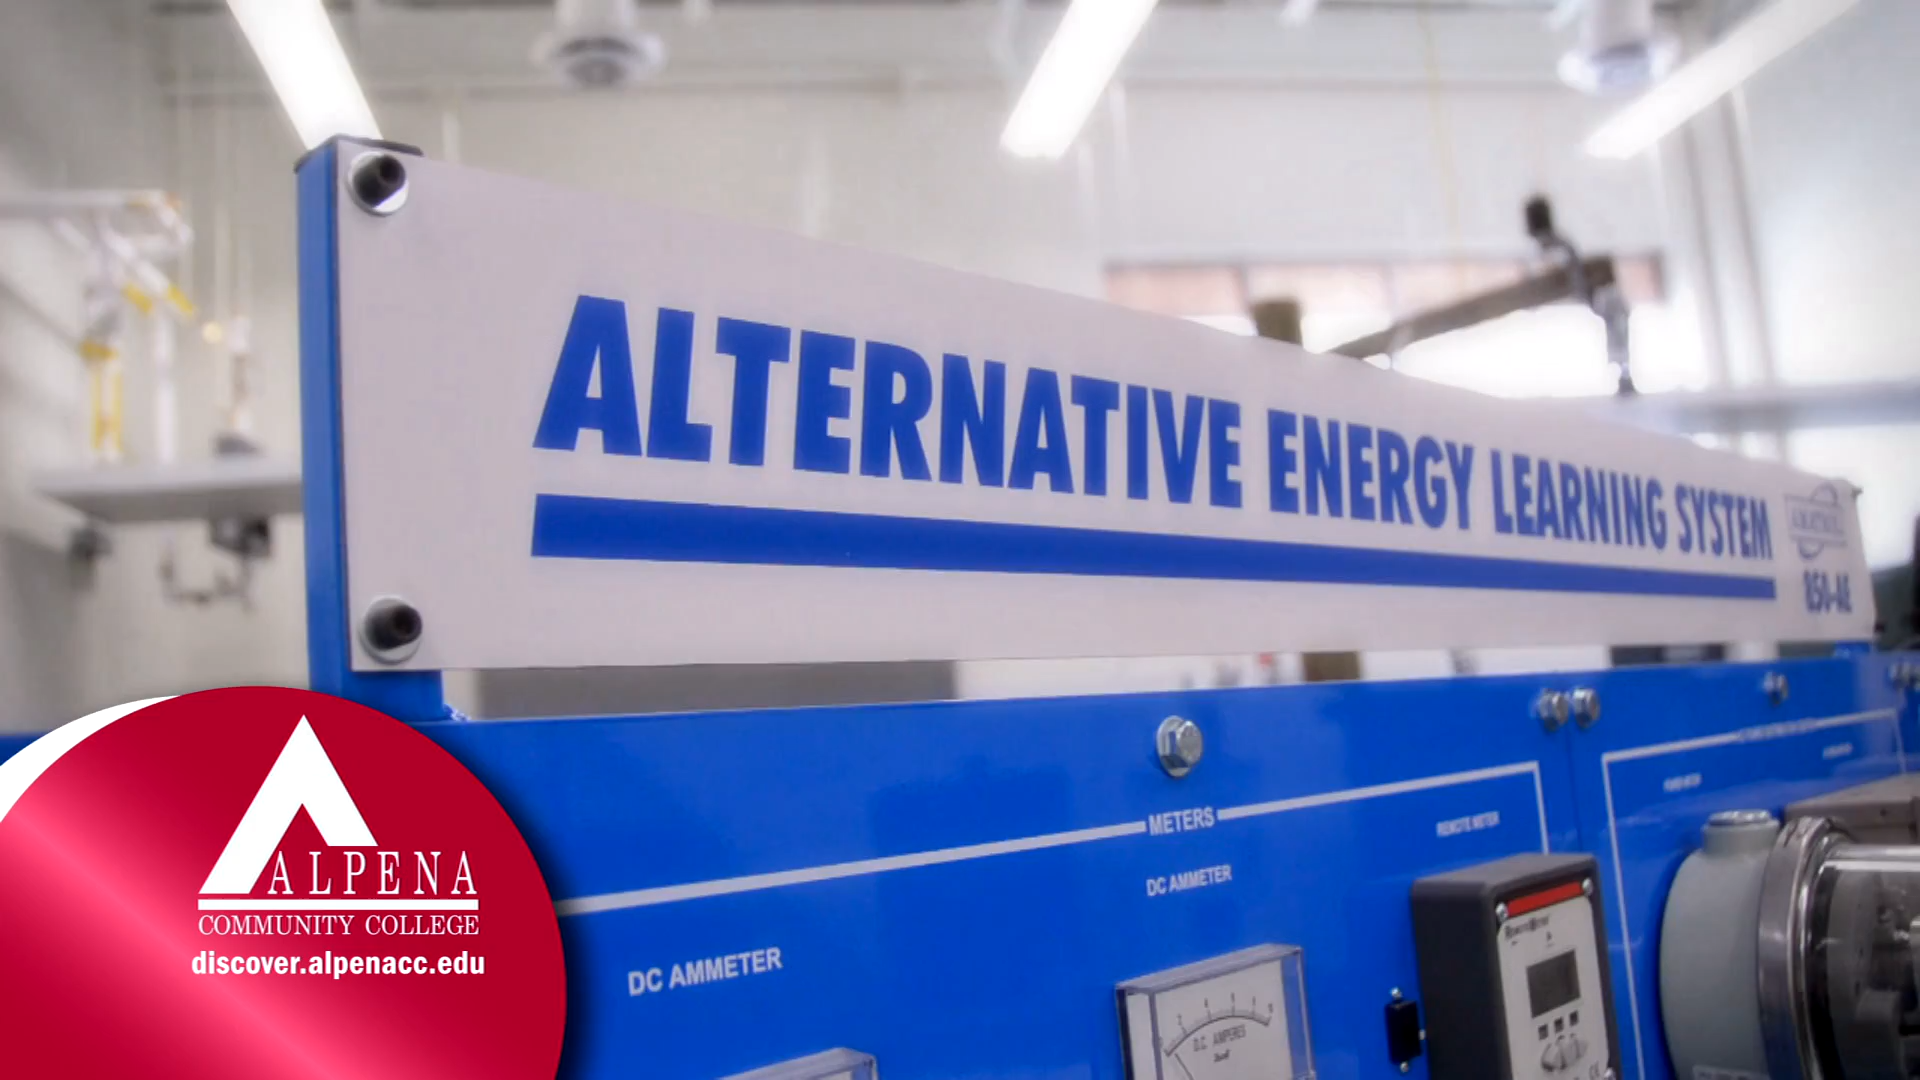 ALTERNATIVE ENERGY LEARNING SYSTEM
850-AE
METERS
REMOTE METER
DC AMMETER
DC AMMETER
D.C. AMPERES
ALPENA
COMMUNITY COLLEGE
discover.alpenacc.edu